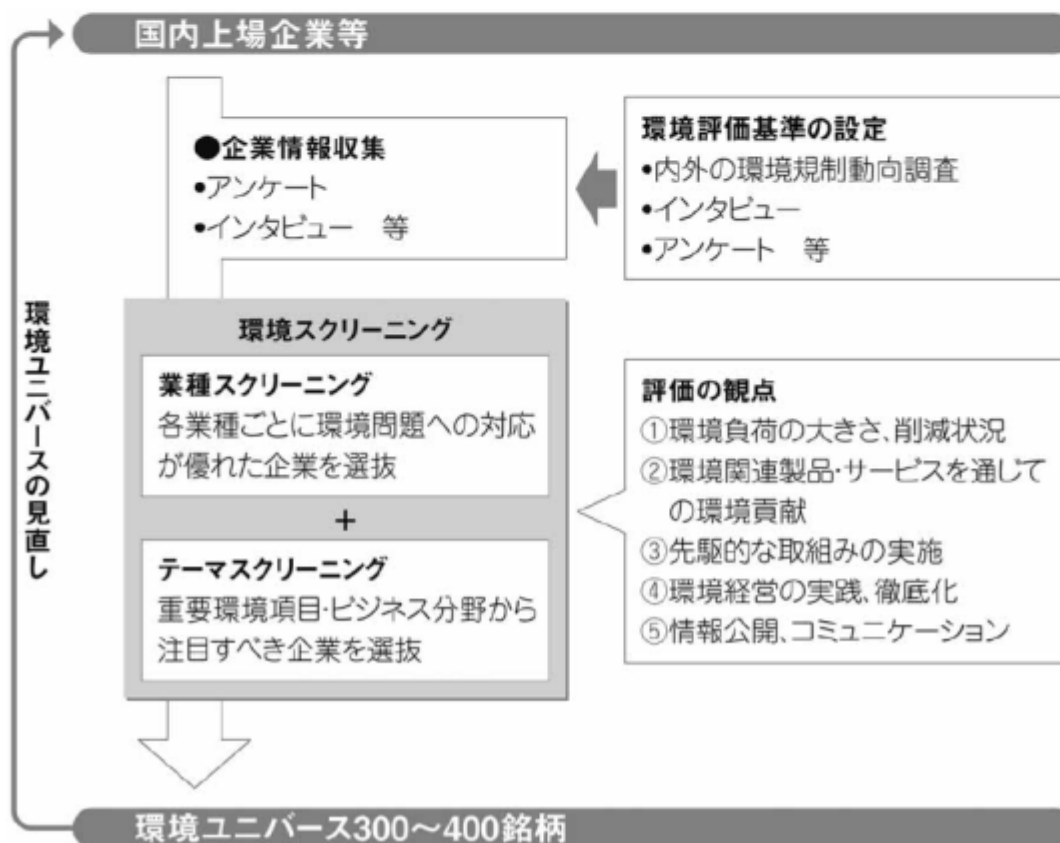 国内上場企業等
●企業情報収集
•アンケート
•インタビュー 等
環境評価基準の設定
•内外の環境規制動向調査
•インタビュー
•アンケート 等
環境ユニバースの見直し
環境スクリーニング
業種スクリーニング
各業種ごとに環境問題への対応
が優れた企業を選抜
+
テーマスクリーニング
重要環境項目・ビジネス分野から
注目すべき企業を選抜
評価の観点
①環境負荷の大きさ、削減状況
②環境関連製品・サービスを通じて
の環境貢献
③先駆的な取組みの実施
④環境経営の実践、徹底化
⑤情報公開、コミュニケーション
環境ユニバース300〜400銘柄